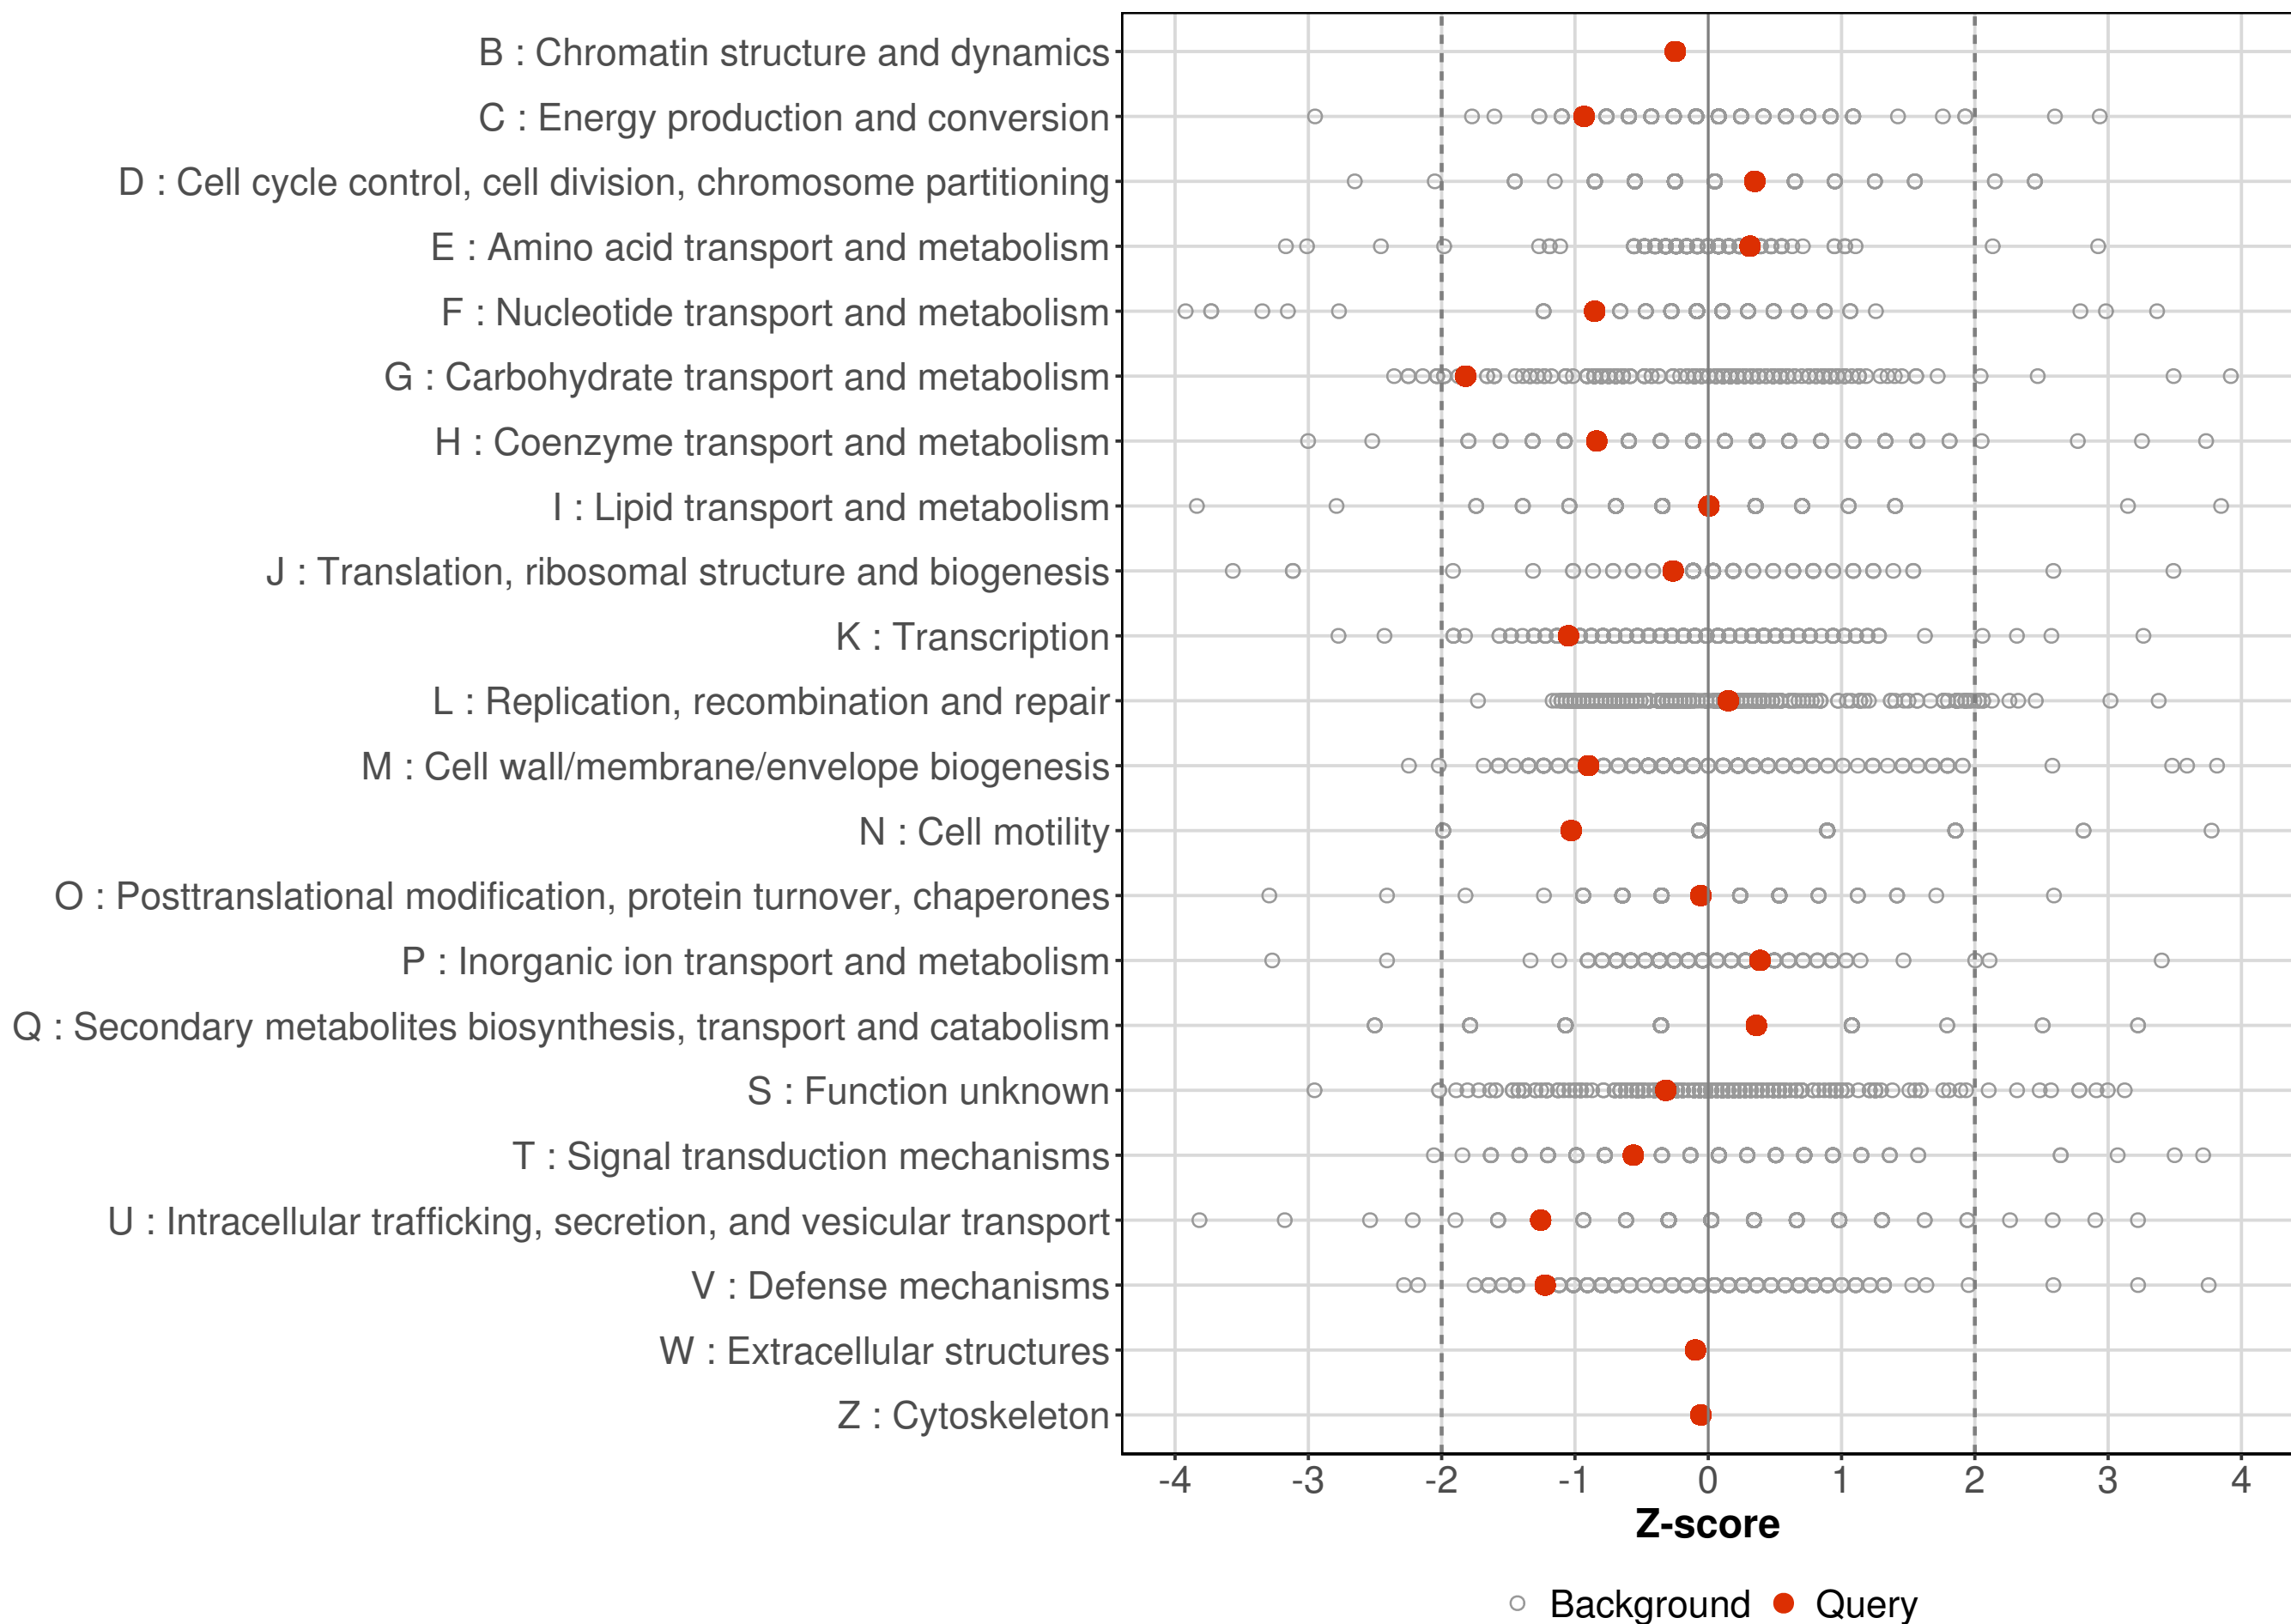 B : Chromatin structure and dynamics
C : Energy production and conversion
D : Cell cycle control, cell division, chromosome partitioning
E : Amino acid transport and metabolism
F : Nucleotide transport and metabolism
G : Carbohydrate transport and metabolism
H : Coenzyme transport and metabolism
I : Lipid transport and metabolism
J : Translation, ribosomal structure and biogenesis
K : Transcription
L : Replication, recombination and repair
M : Cell wall/membrane/envelope biogenesis
N : Cell motility
O : Posttranslational modification, protein turnover, chaperones
P : Inorganic ion transport and metabolism
Q : Secondary metabolites biosynthesis, transport and catabolism
S : Function unknown
T : Signal transduction mechanisms
U : Intracellular trafficking, secretion, and vesicular transport
V : Defense mechanisms
W : Extracellular structures
Z : Cytoskeleton
-4 -3 -2 -1 0 1 2 3 4
Z-score
Background Query